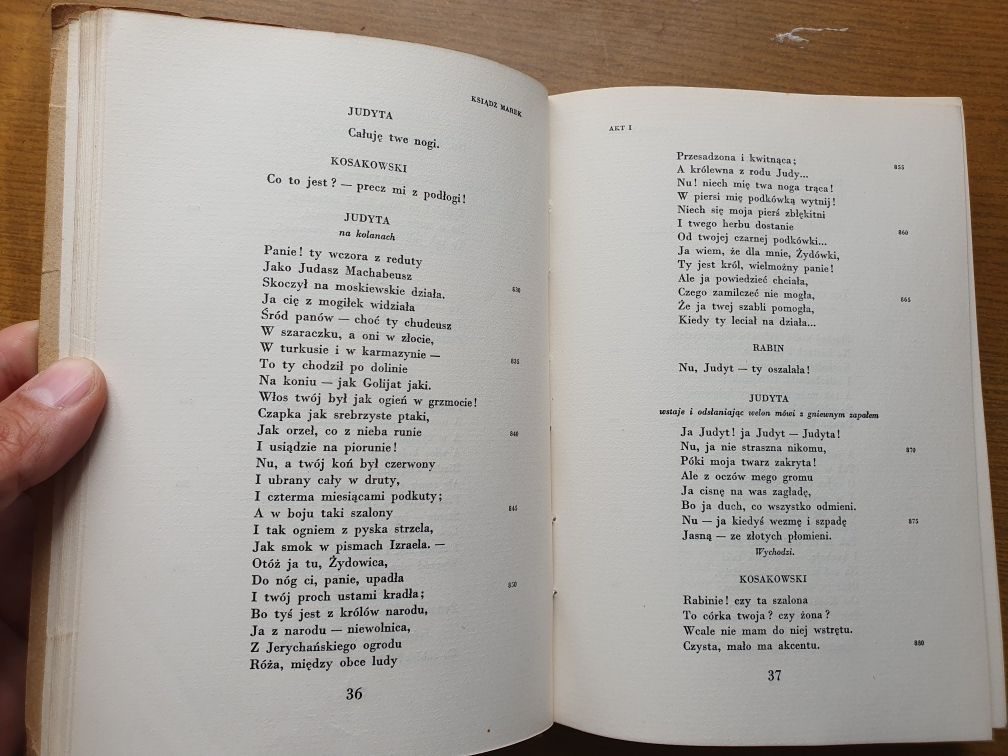 KSIĄDZ MAREK
JUDYTA
Całuję twe nogi.
KOSAKOWSKI
Co to jest? — precz mi z podłogi!
JUDYTA
na kolanach
Panie! ty wczora z reduty
Jako Judasz Machabeusz
Skoczył na moskiewskie działa. 830
Ja cię z mogiłek widziała
Śród panów — choć ty chudeusz
W szaraczku, a oni w złocie,
W turkusie i w karmazynie —
To ty chodził po dolinie 835
Na koniu — jak Golijat jaki.
Włos twój był jak ogień w grzmocie!
Czapka jak srebrzyste ptaki,
Jak orzeł, co z nieba runie 840
I usiądzie na piorunie!
Nu, a twój koń był czerwony
I ubrany cały w druty,
I czterma miesiącami podkuty;
A w boju taki szalony 845
I tak ogniem z pyska strzela,
Jak smok w pismach Izraela. —
Otóż ja tu, Żydowica,
Do nóg ci, panie, upadła
I twój proch ustami kradła; 850
Bo tyś jest z królów narodu,
Ja z narodu — niewolnica,
Z Jerychańskiego ogrodu
Róża, między obce ludy
36
AKT I
Przesadzona i kwitnąca; 855
A królewna z rodu Judy...
Nu! niech mię twa noga trąca!
W piersi mię podkówką wytnij!
Niech się moja pierś zbłękitni
I twego herbu dostanie 860
Od twojej czarnej podkówki...
Ja wiem, że dla mnie, Żydówki,
Ty jest król, wielmożny panie!
Ale ja powiedzieć chciała,
Czego zamilczeć nie mogła, 865
Że ja twej szabli pomogła,
Kiedy ty leciał na działa...
RABIN
Nu, Judyt — ty oszalała!
JUDYTA
wstaje i odsłaniając welon mówi z gniewnym zapałem
Ja Judyt! ja Judyt — Judyta!
Nu, ja nie straszna nikomu, 870
Póki moja twarz zakryta!
Ale z oczów mego gromu
Ja cisnę na was zagładę,
Bo ja duch, co wszystko odmieni.
Nu — ja kiedyś wezmę i szpadę 875
Jasną — ze złotych płomieni.
Wychodzi.
KOSAKOWSKI
Rabinie! czy ta szalona
To córka twoja? czy żona?
Wcale nie mam do niej wstrętu.
Czysta, mało ma akcentu. 880
37